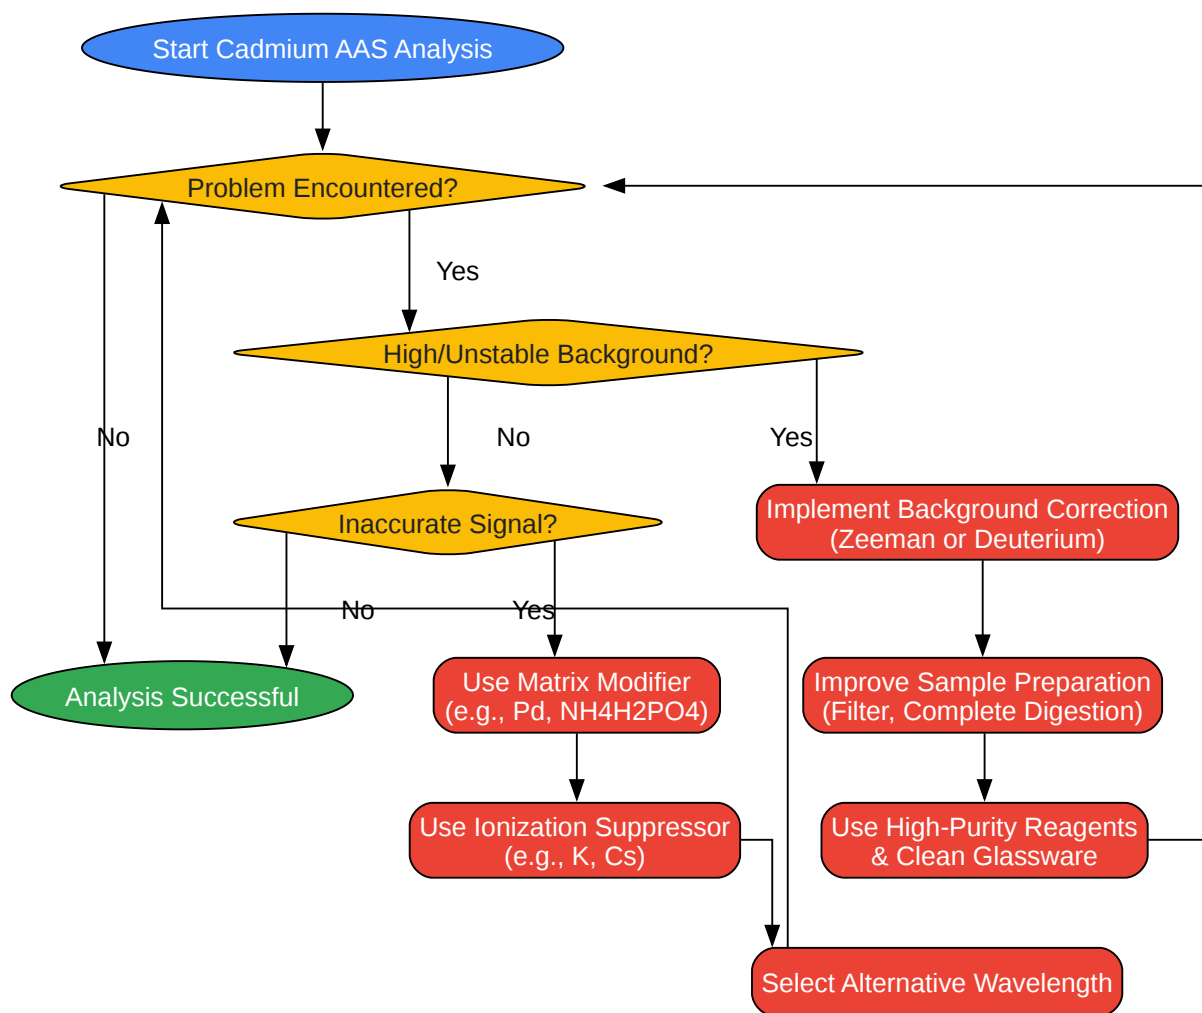 Start Cadmium AAS Analysis
Problem Encountered?
Yes
High/Unstable Background?
No
No
Yes
Inaccurate Signal?
Implement Background Correction
(Zeeman or Deuterium)
No
Yes
Analysis Successful
Use Matrix Modifier
(e.g., Pd, NH4H2PO4)
Improve Sample Preparation
(Filter, Complete Digestion)
Use Ionization Suppressor
(e.g., K, Cs)
Use High-Purity Reagents
& Clean Glassware
Select Alternative Wavelength